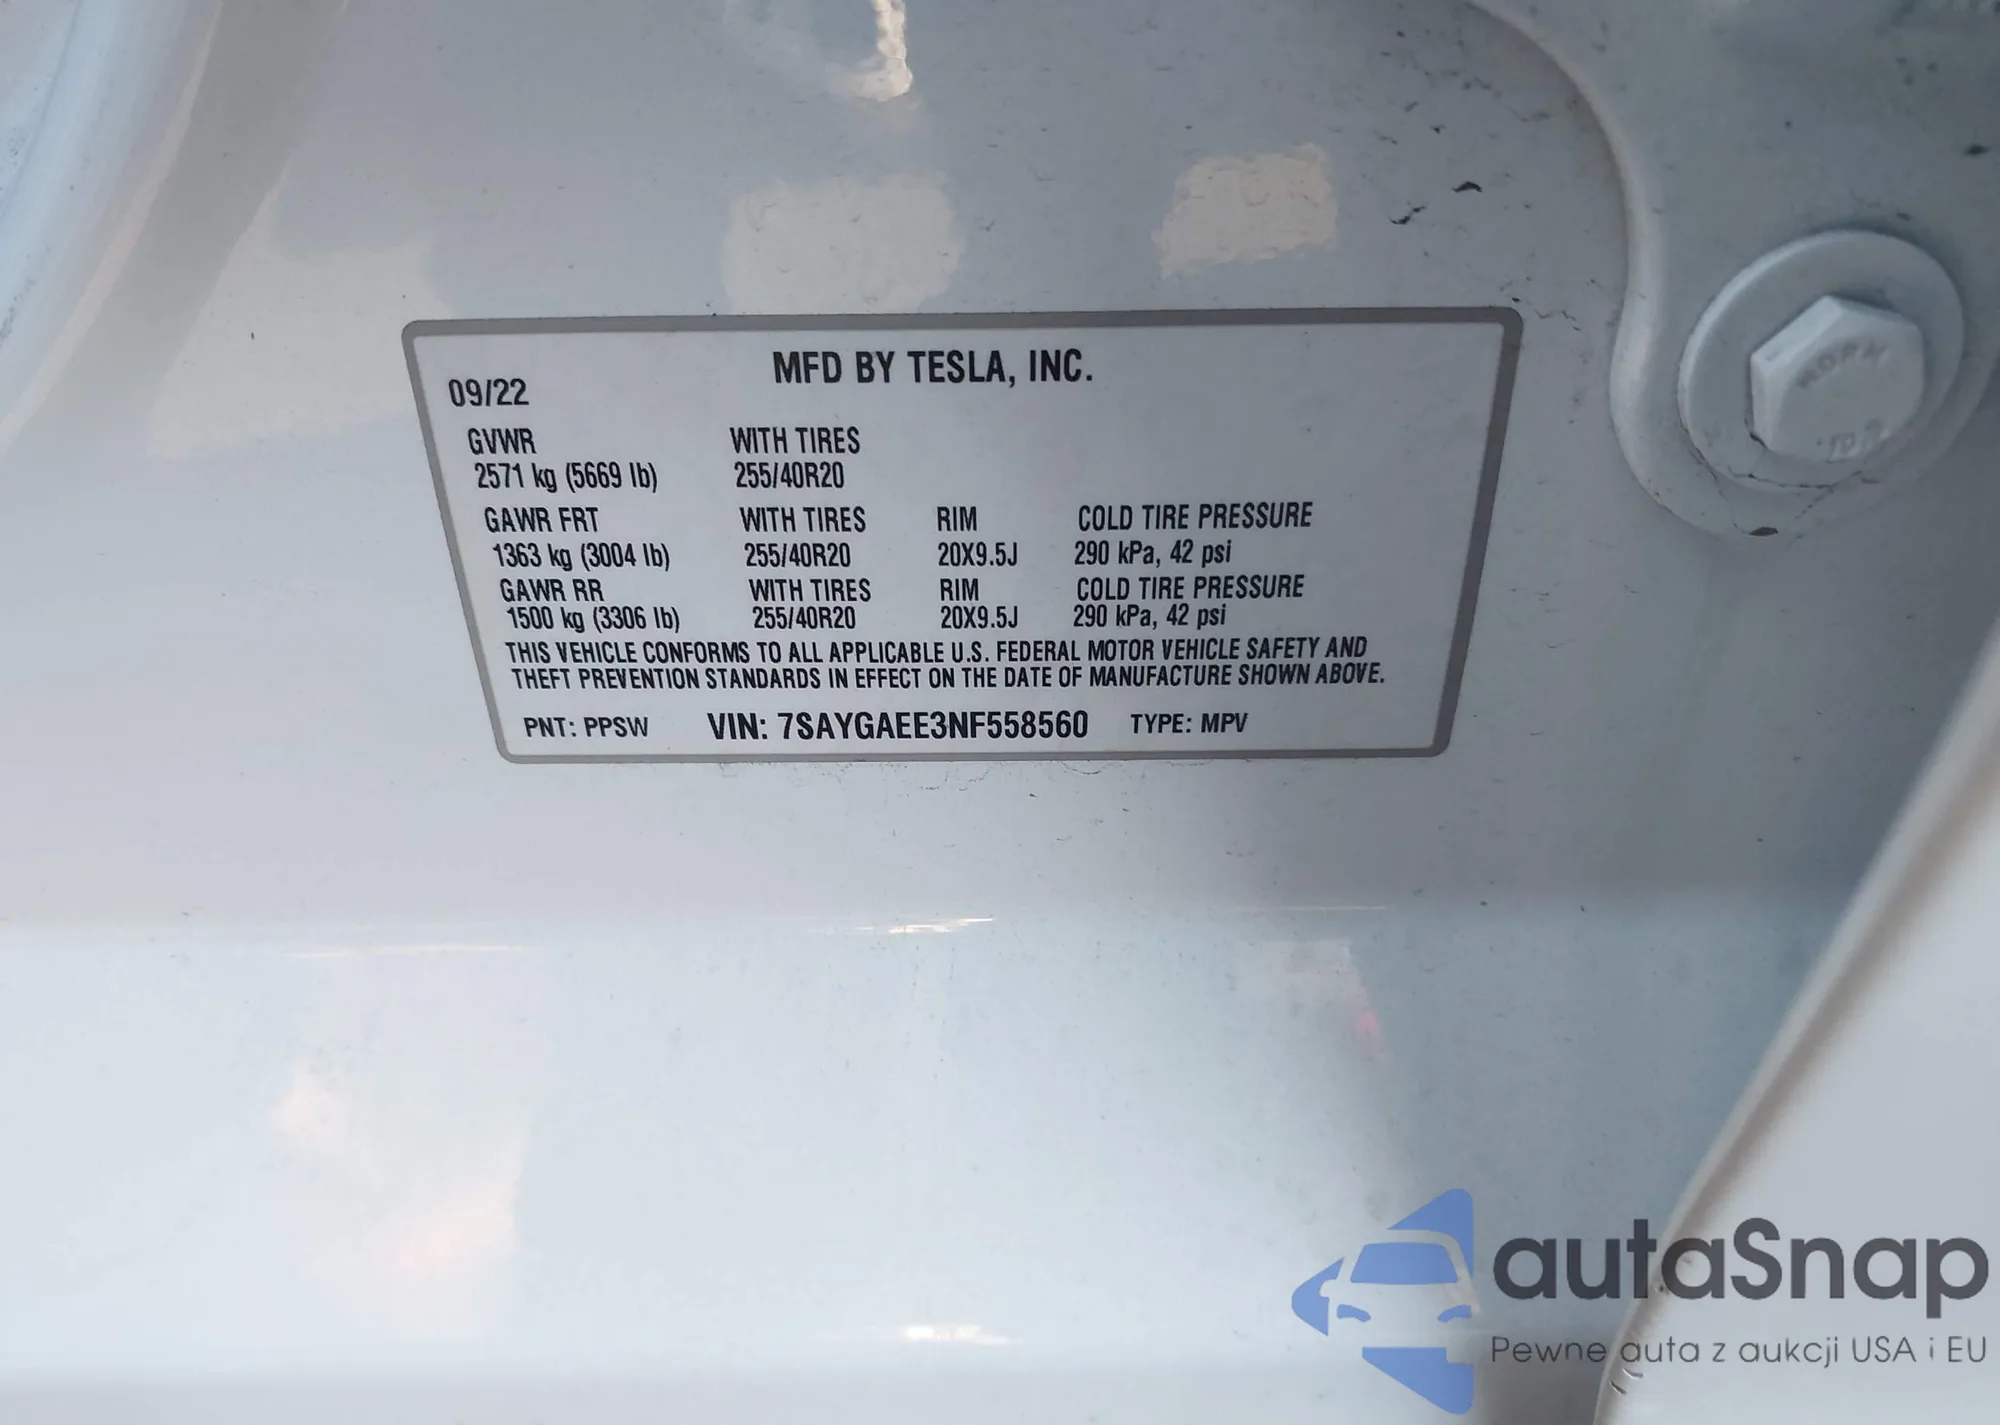 MFD BY TESLA, INC.
09/22
GVWR WITH TIRES
2571 kg (5669 lb) 255/40R20
GAWR FRT WITH TIRES RIM COLD TIRE PRESSURE
1363 kg (3004 lb) 255/40R20 20X9.5J 290 kPa, 42 psi
GAWR RR WITH TIRES RIM COLD TIRE PRESSURE
1500 kg (3306 lb) 255/40R20 20X9.5J 290 kPa, 42 psi
THIS VEHICLE CONFORMS TO ALL APPLICABLE U.S. FEDERAL MOTOR VEHICLE SAFETY AND
THEFT PREVENTION STANDARDS IN EFFECT ON THE DATE OF MANUFACTURE SHOWN ABOVE.
PNT: PPSW VIN: 7SAYGAEE3NF558560 TYPE: MPV
autaSnap
Pewne auta z aukcji USA i EU